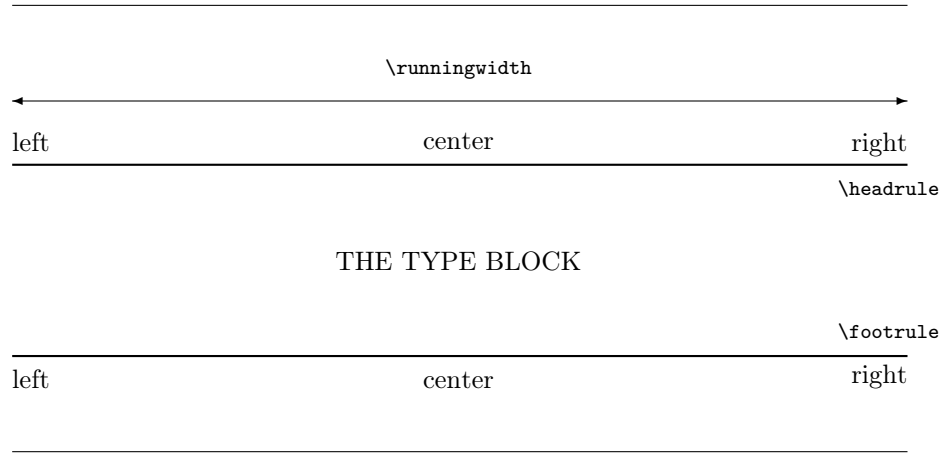 \runningwidth
left center right
\headrule
THE TYPE BLOCK
\footrule
left center right